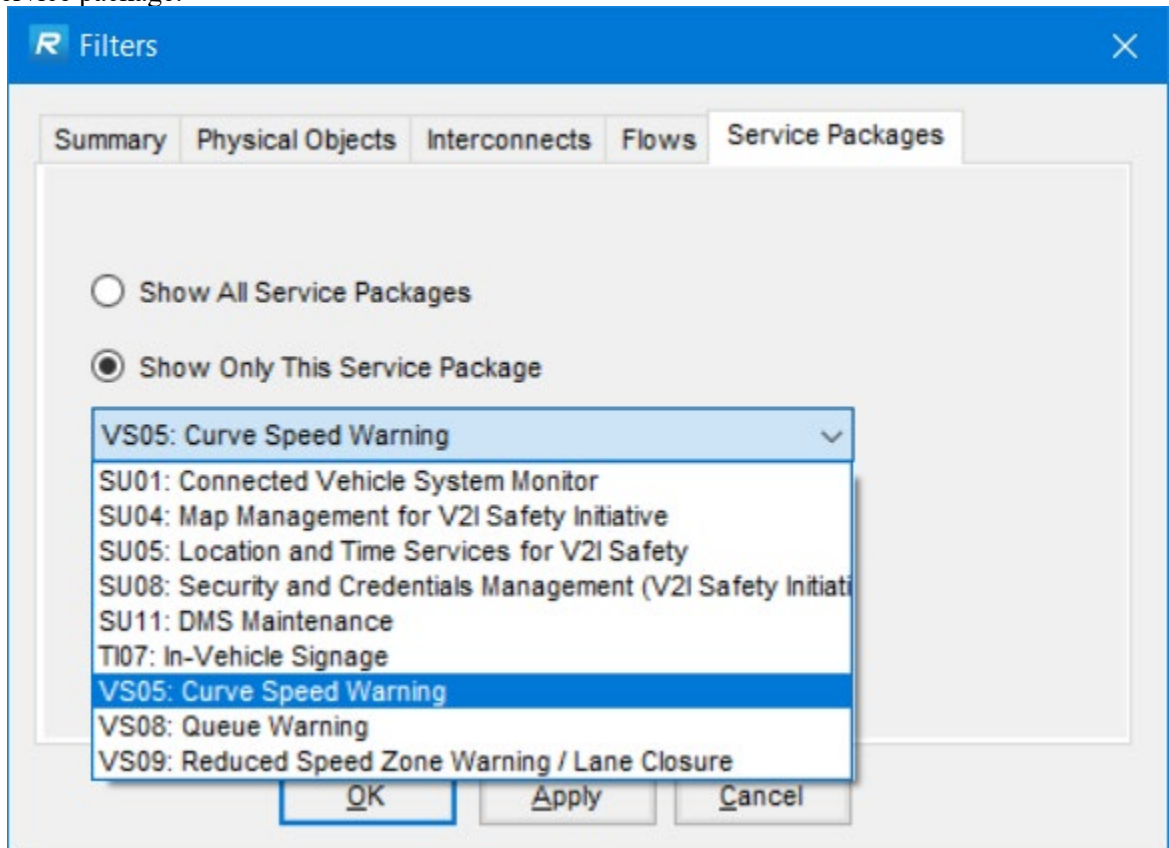 service package.
Filters
Summary Physical Objects Interconnects Flows Service Packages
Show All Service Packages
Show Only This Service Package
VS05: Curve Speed Warning
SU01: Connected Vehicle System Monitor
SU04: Map Management for V2I Safety Initiative
SU05: Location and Time Services for V2I Safety
SU08: Security and Credentials Management (V2I Safety Initiati
SU11: DMS Maintenance
TI07: In-Vehicle Signage
VS05: Curve Speed Warning
VS08: Queue Warning
VS09: Reduced Speed Zone Warning / Lane Closure
OK Apply Cancel